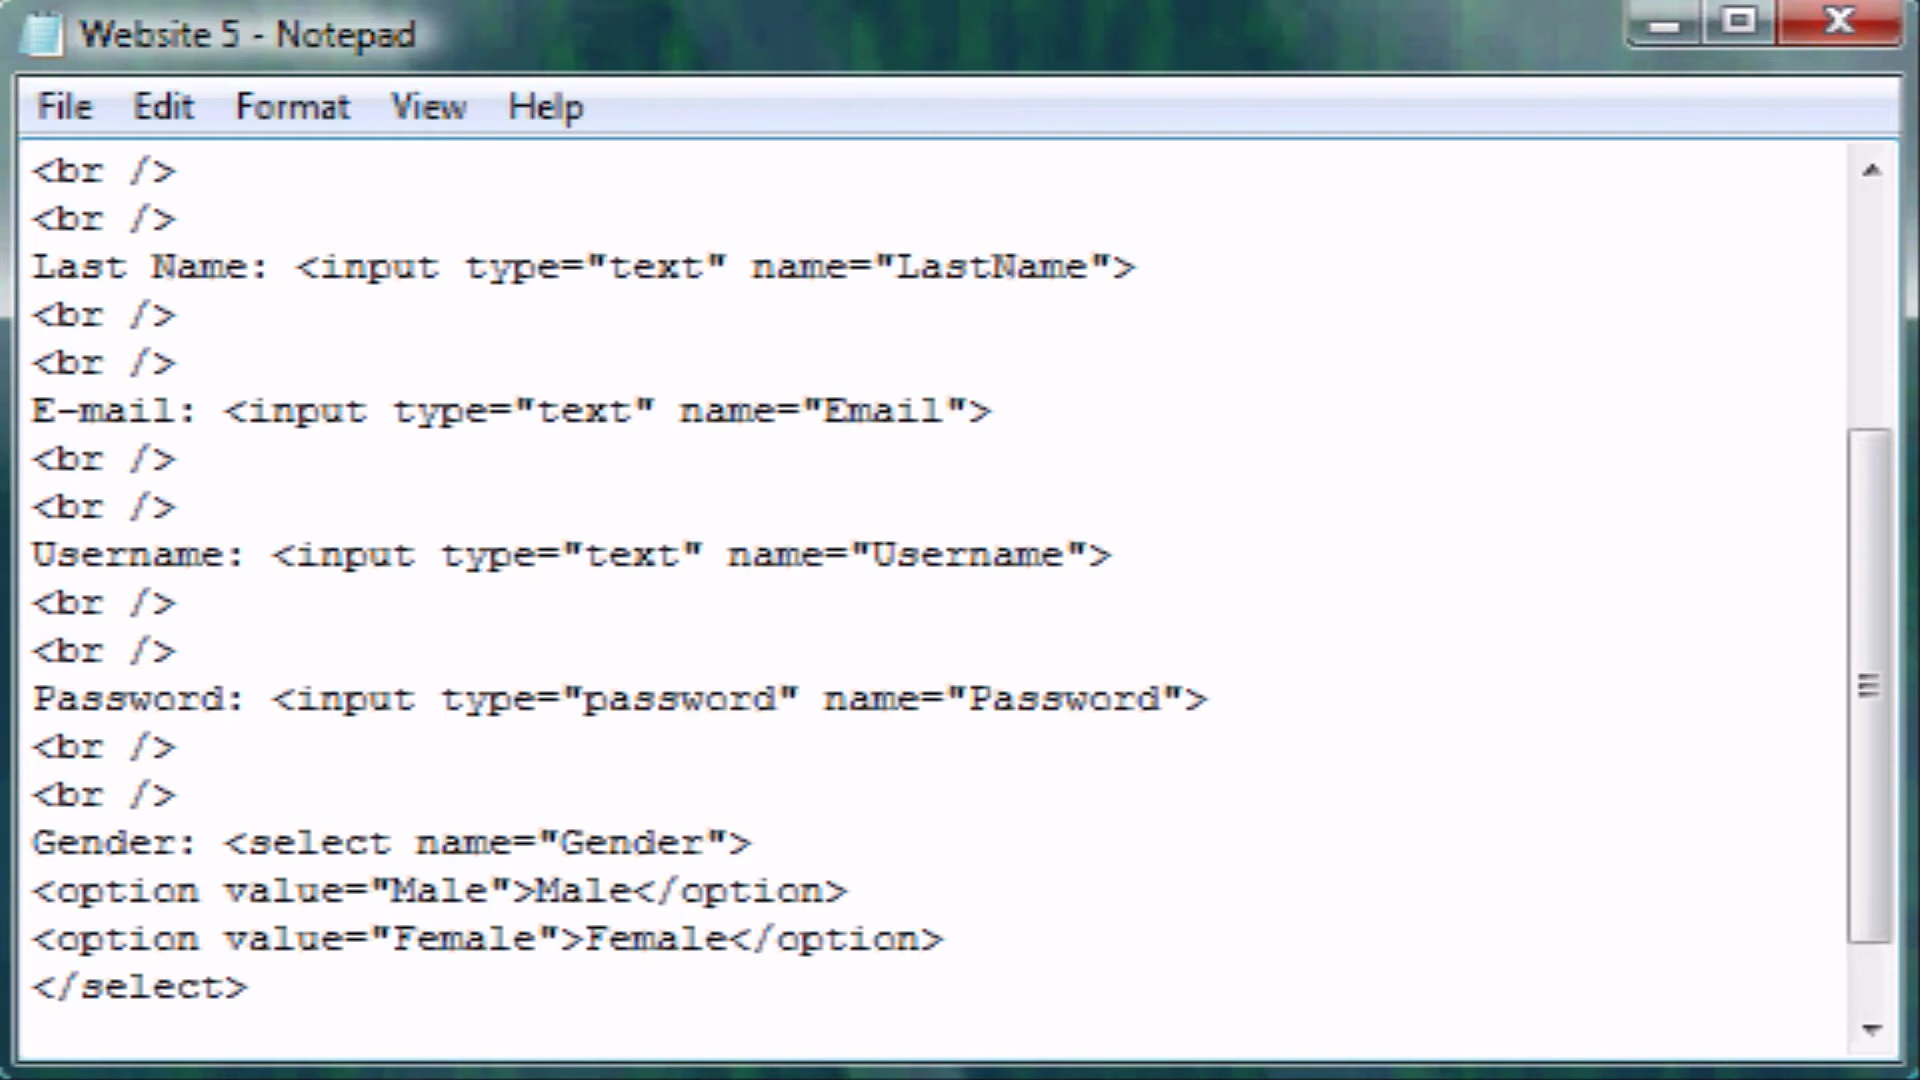 Website 5 - Notepad
File Edit Format View Help
<br />
<br />
Last Name: <input type="text" name="LastName">
<br />
<br />
E-mail: <input type="text" name="Email">
<br />
<br />
Username: <input type="text" name="Username">
<br />
<br />
Password: <input type="password" name="Password">
<br />
<br />
Gender: <select name="Gender">
<option value="Male">Male</option>
<option value="Female">Female</option>
</select>